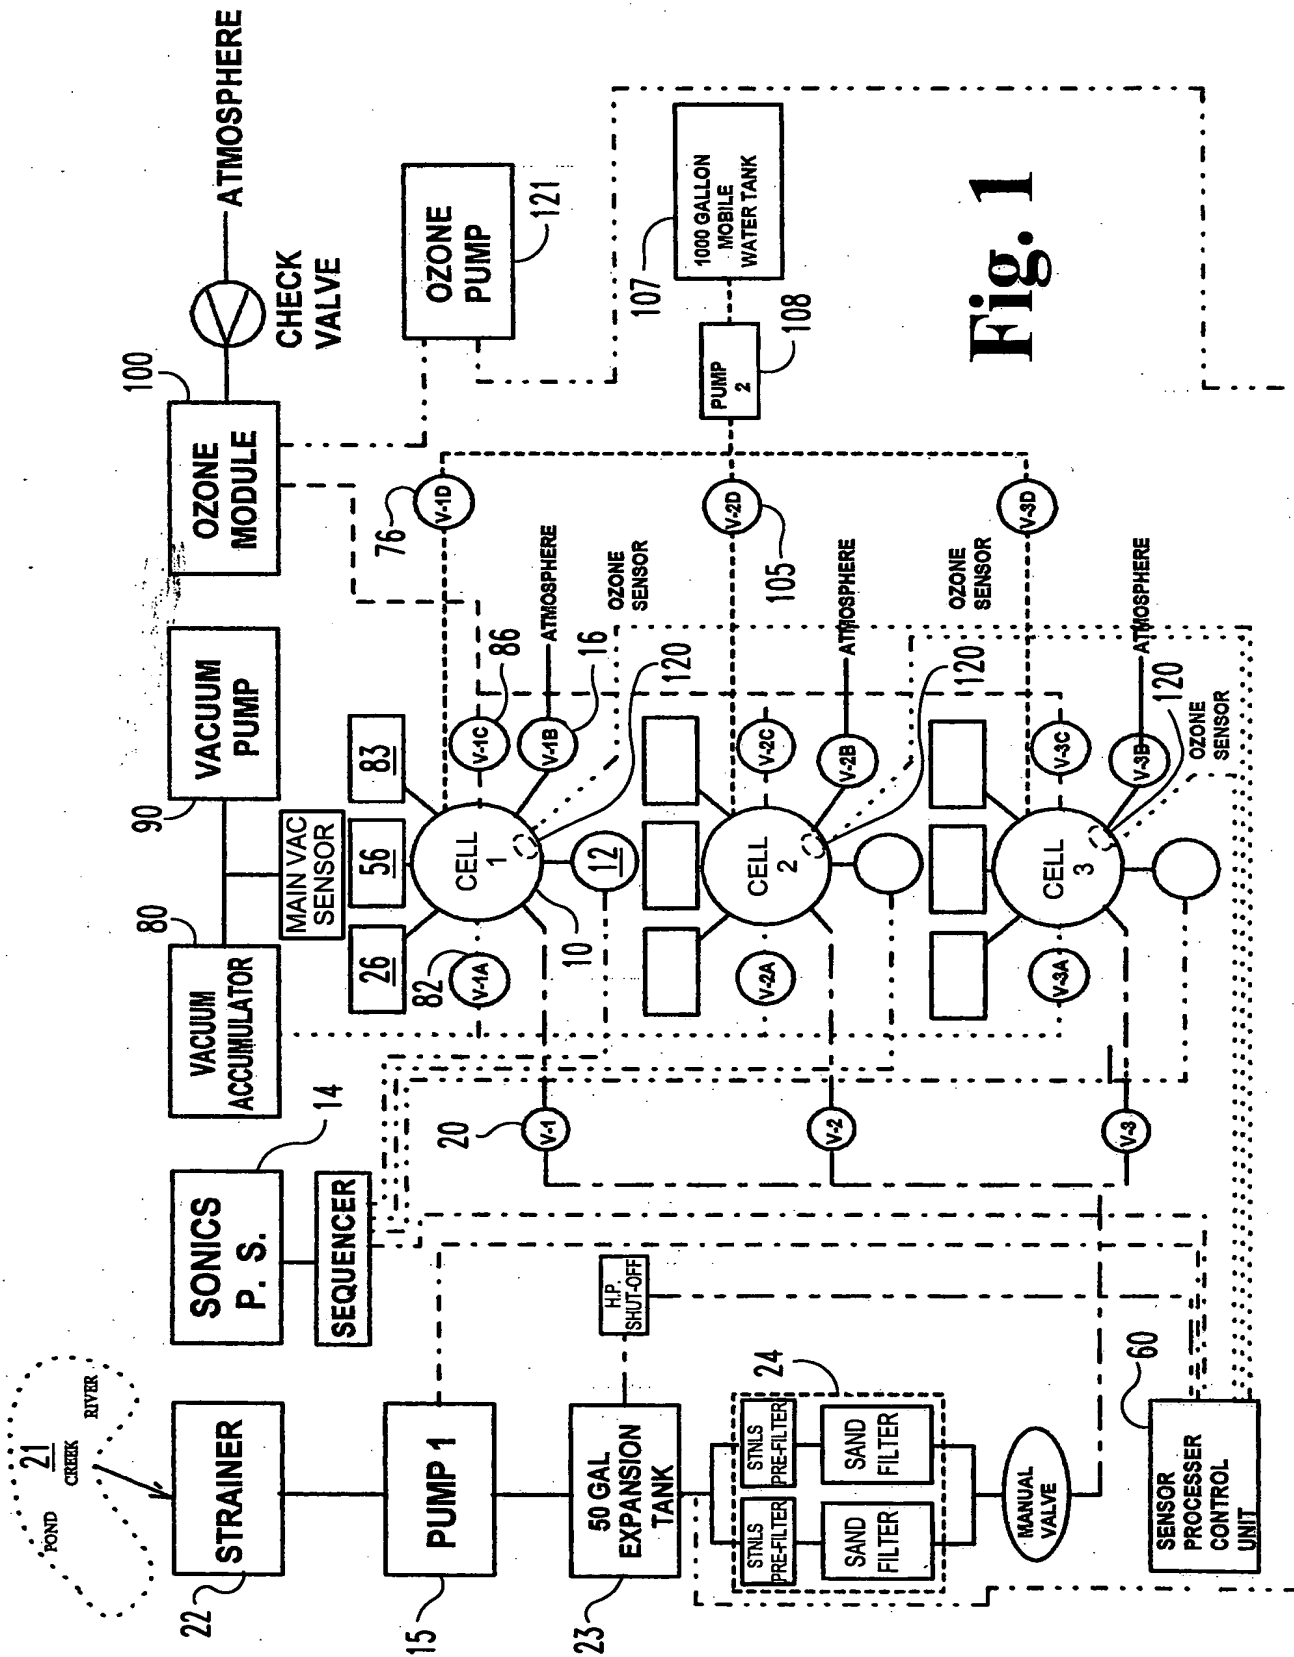 POND
21
CREEK
RIVER
22
STRAINER
15
PUMP 1
23
50 GAL
EXPANSION
TANK
H.P.
SHUT-OFF
24
STNLS
PRE-FILTER
STNLS
PRE-FILTER
SAND
FILTER
SAND
FILTER
MANUAL
VALVE
60
SENSOR
PROCESSER
CONTROL
UNIT
SONICS
P. S.
14
SEQUENCER
20
V-1
V-2
V-3
80
VACUUM
ACCUMULATOR
90
VACUUM
PUMP
MAIN VAC
SENSOR
26
56
83
82
V-1A
CELL
1
10
12
V-1C
86
V-1B
16
ATMOSPHERE
OZONE
SENSOR
120
V-2A
CELL
2
V-2C
V-2B
ATMOSPHERE
OZONE
SENSOR
120
V-3A
CELL
3
V-3C
V-3B
ATMOSPHERE
120
OZONE
SENSOR
100
OZONE
MODULE
CHECK
VALVE
ATMOSPHERE
OZONE
PUMP
121
76
V-1D
V-2D
105
V-3D
PUMP
2
108
107
1000 GALLON
MOBILE
WATER TANK
Fig. 1